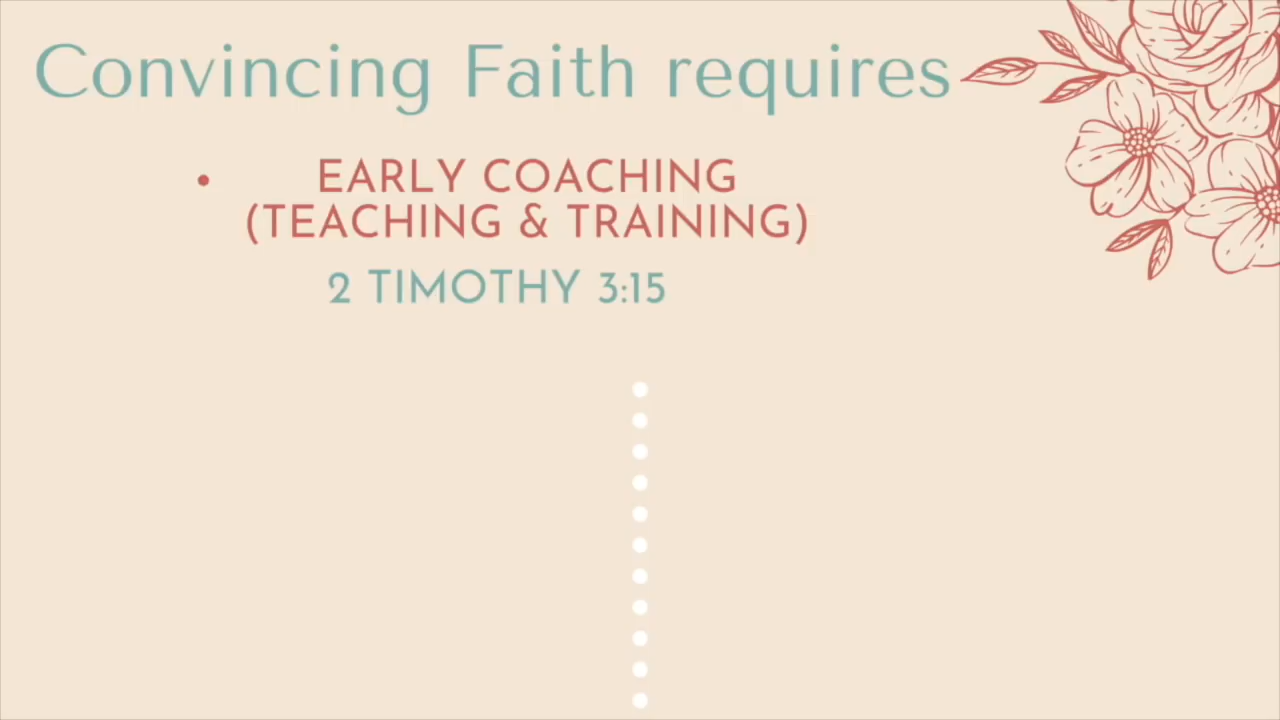 Convincing Faith requires
• EARLY COACHING
(TEACHING & TRAINING)
2 TIMOTHY 3:15